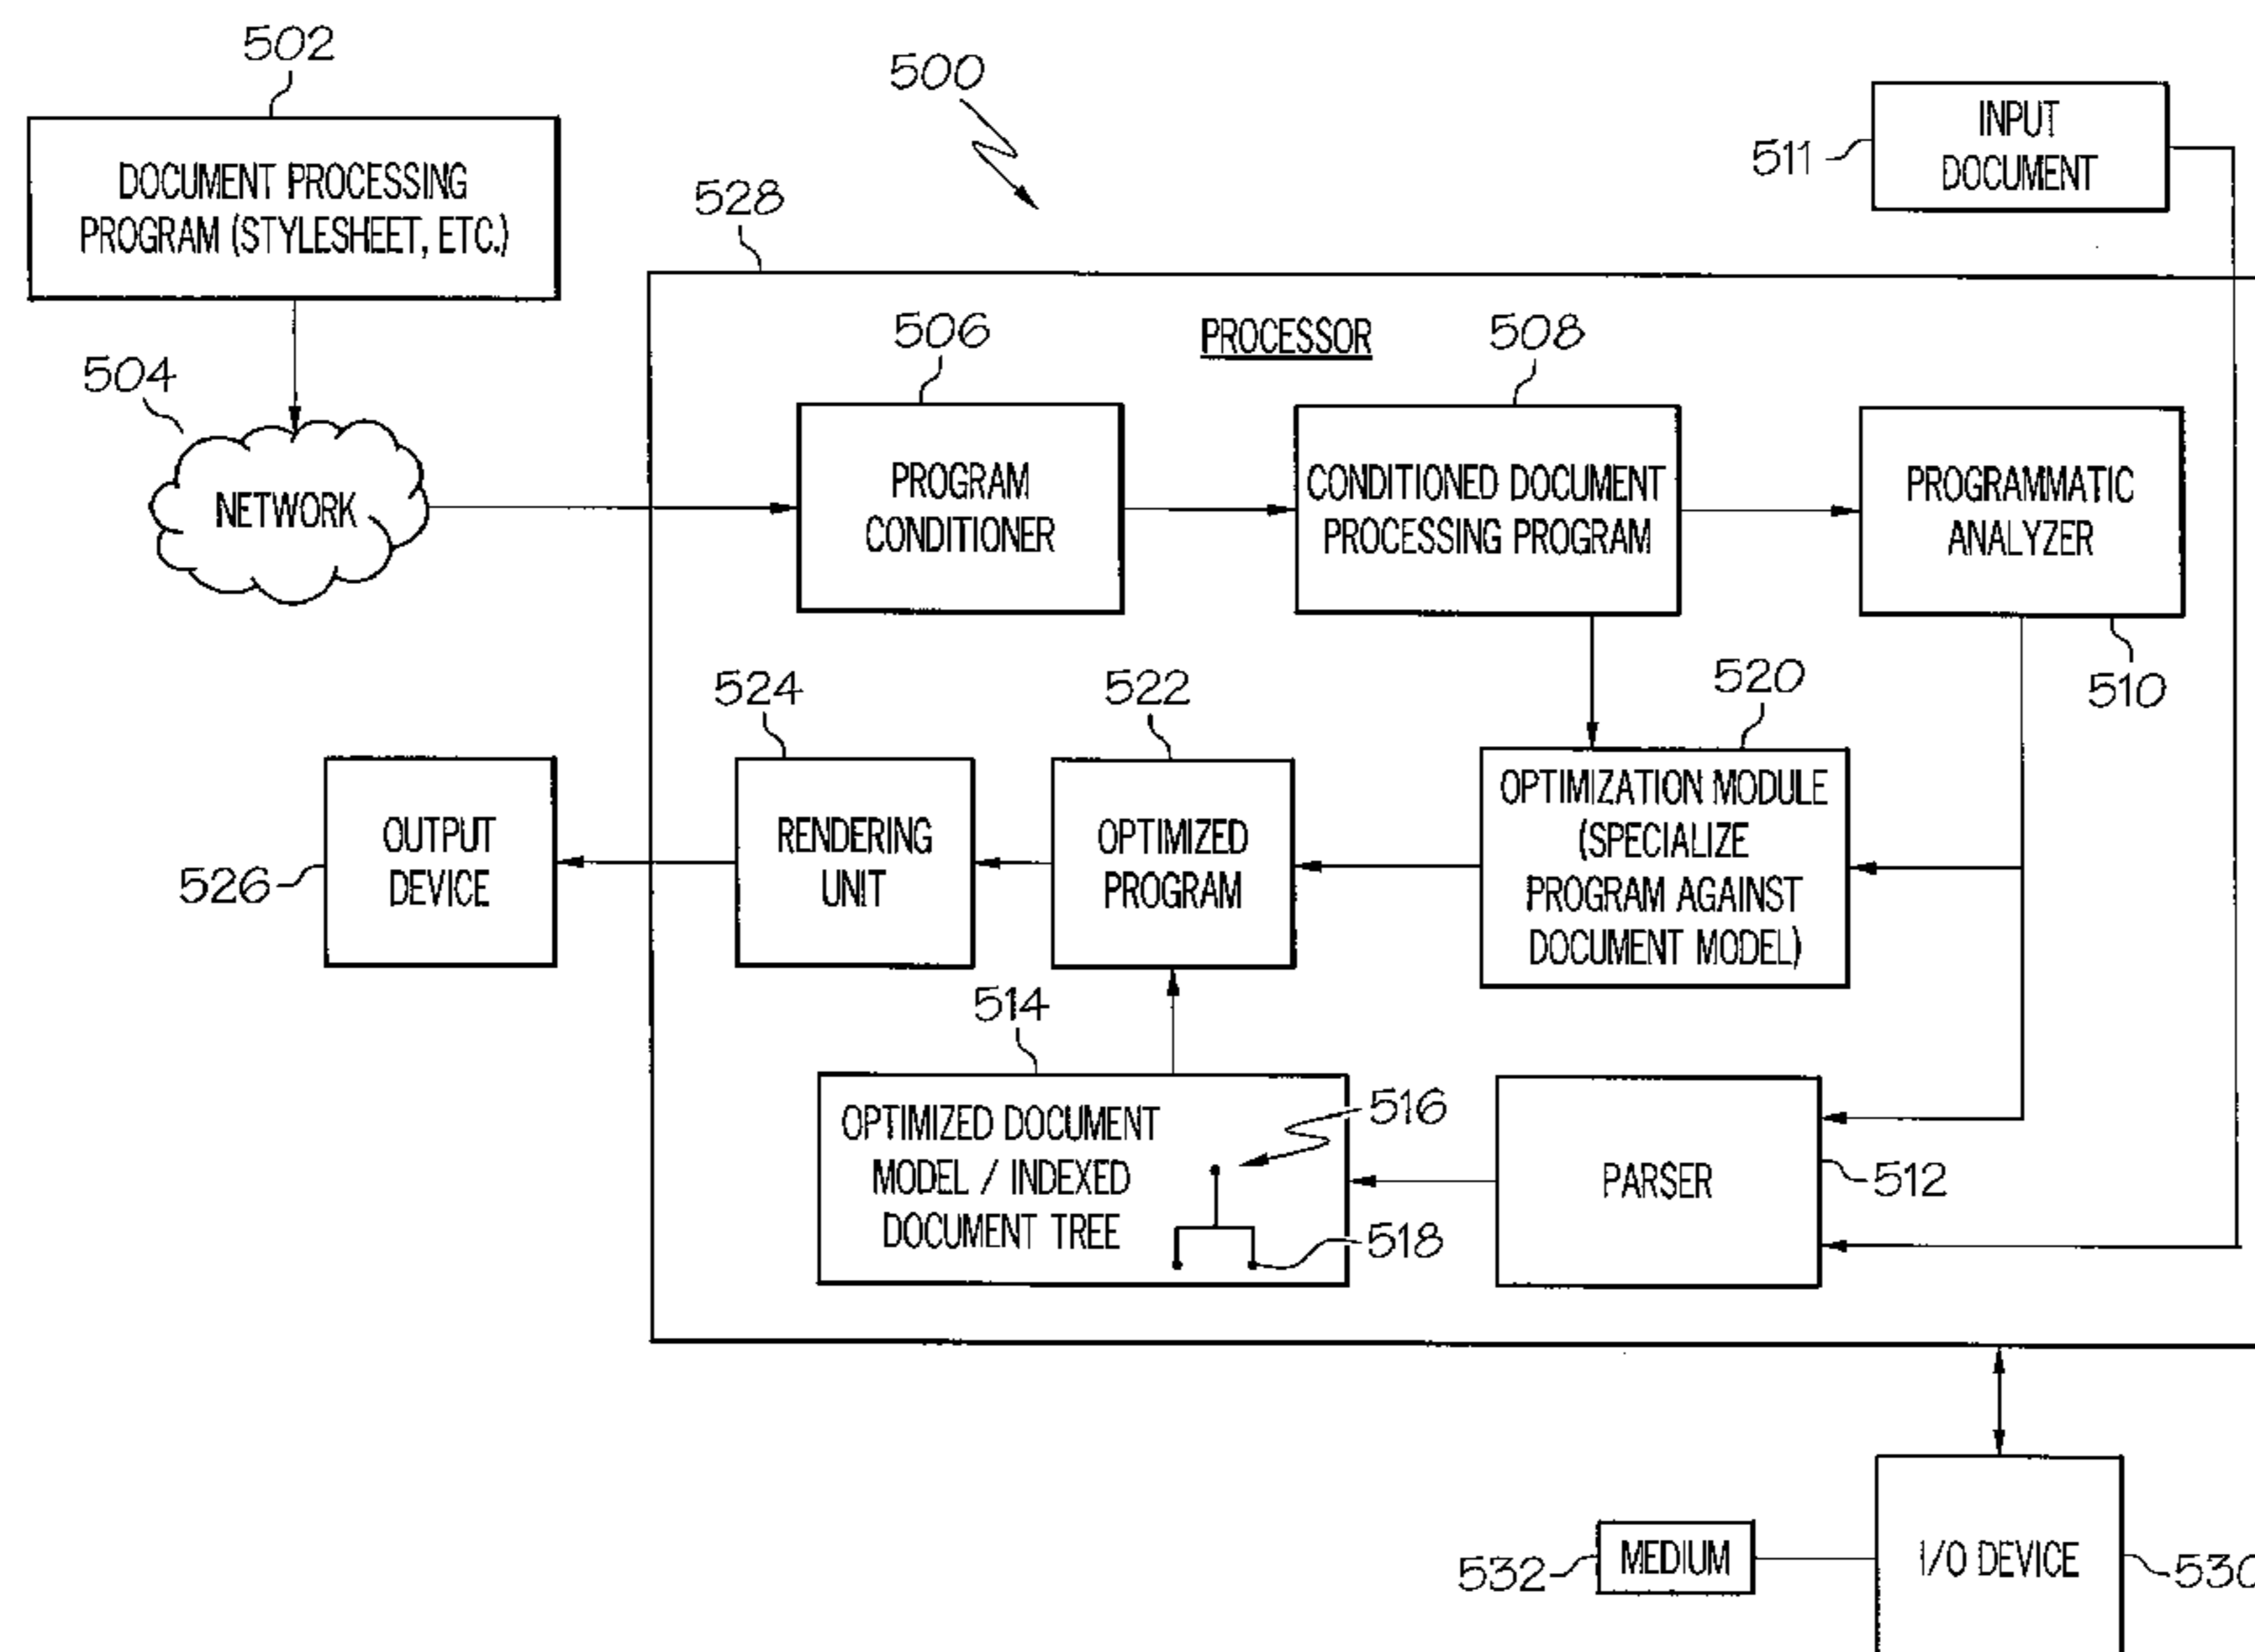 502
500
INPUT
DOCUMENT
511
DOCUMENT PROCESSING
PROGRAM (STYLESHEET, ETC.)
528
PROCESSOR
506
508
504
NETWORK
PROGRAM
CONDITIONER
CONDITIONED DOCUMENT
PROCESSING PROGRAM
PROGRAMMATIC
ANALYZER
510
524
522
520
OUTPUT
DEVICE
526
RENDERING
UNIT
OPTIMIZED
PROGRAM
OPTIMIZATION MODULE
(SPECIALIZE
PROGRAM AGAINST
DOCUMENT MODEL)
514
OPTIMIZED DOCUMENT
MODEL / INDEXED
DOCUMENT TREE
516
518
PARSER
512
532
MEDIUM
I/O DEVICE
530